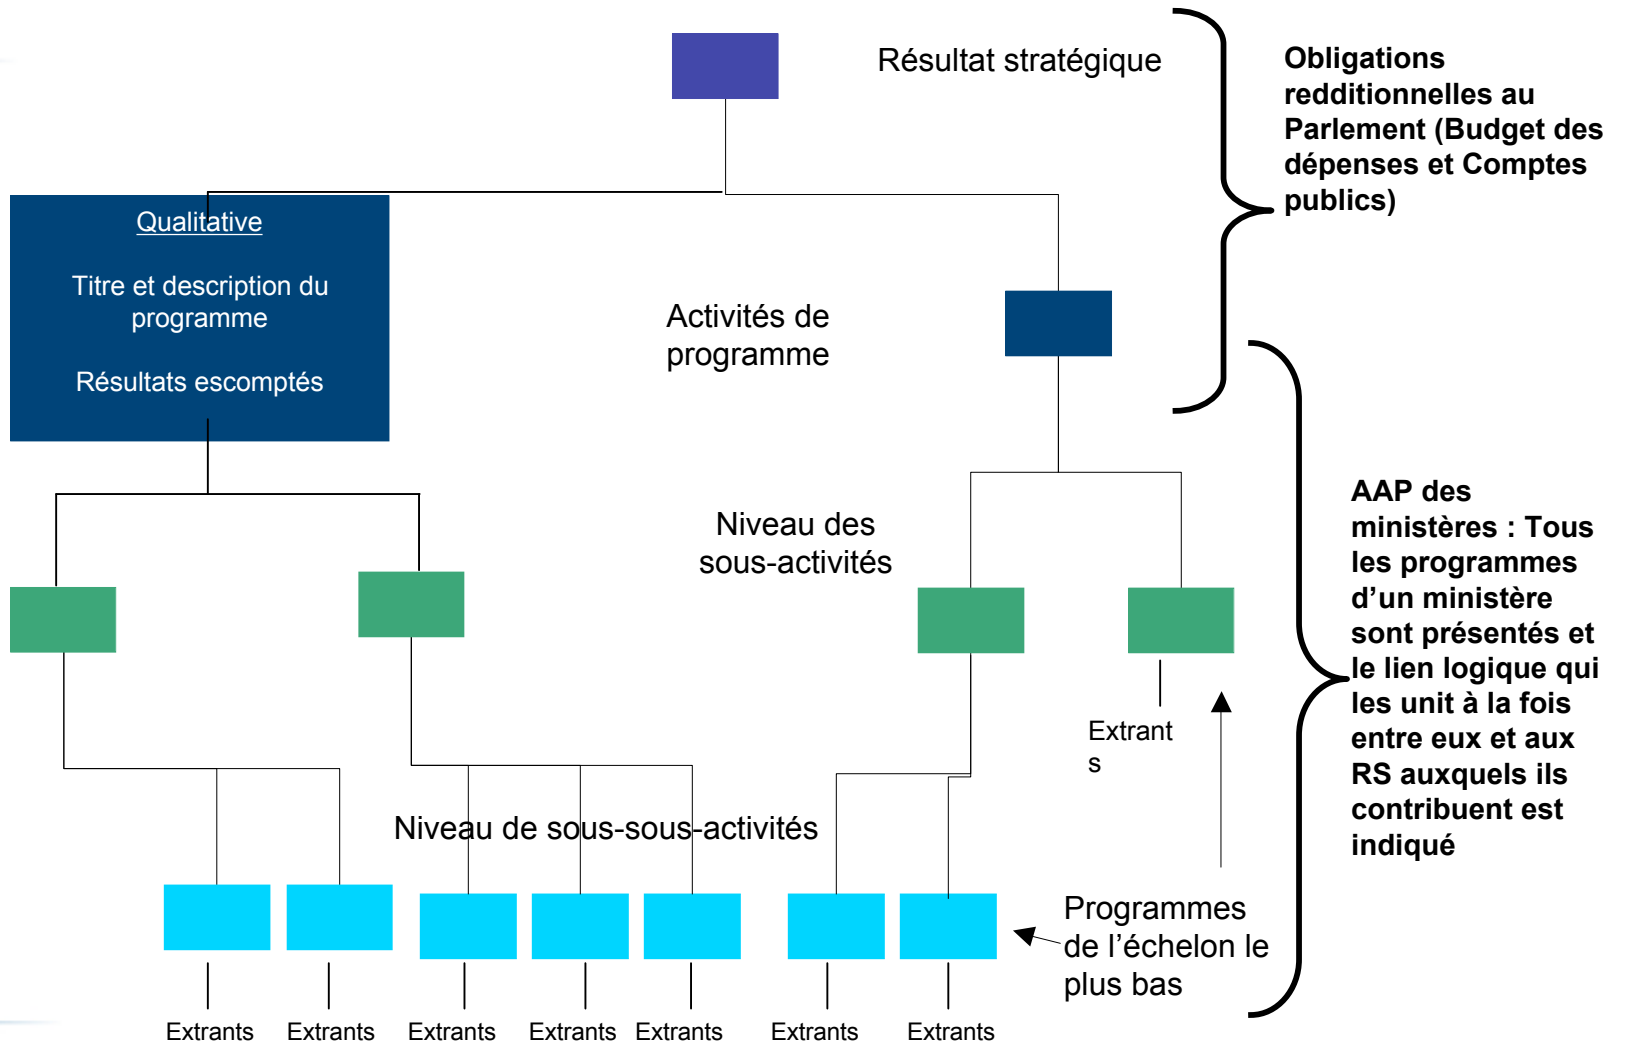 Résultat stratégique
Obligations
redditionnelles au
Parlement (Budget des
dépenses et Comptes
publics)
Qualitative
Titre et description du
programme
Résultats escomptés
Activités de
programme
AAP des
ministères : Tous
les programmes
d’un ministère
sont présentés et
le lien logique qui
les unit à la fois
entre eux et aux
RS auxquels ils
contribuent est
indiqué
Niveau des
sous-activités
Extrant
s
Niveau de sous-sous-activités
Programmes
de l’échelon le
plus bas
Extrants
Extrants
Extrants
Extrants
Extrants
Extrants
Extrants